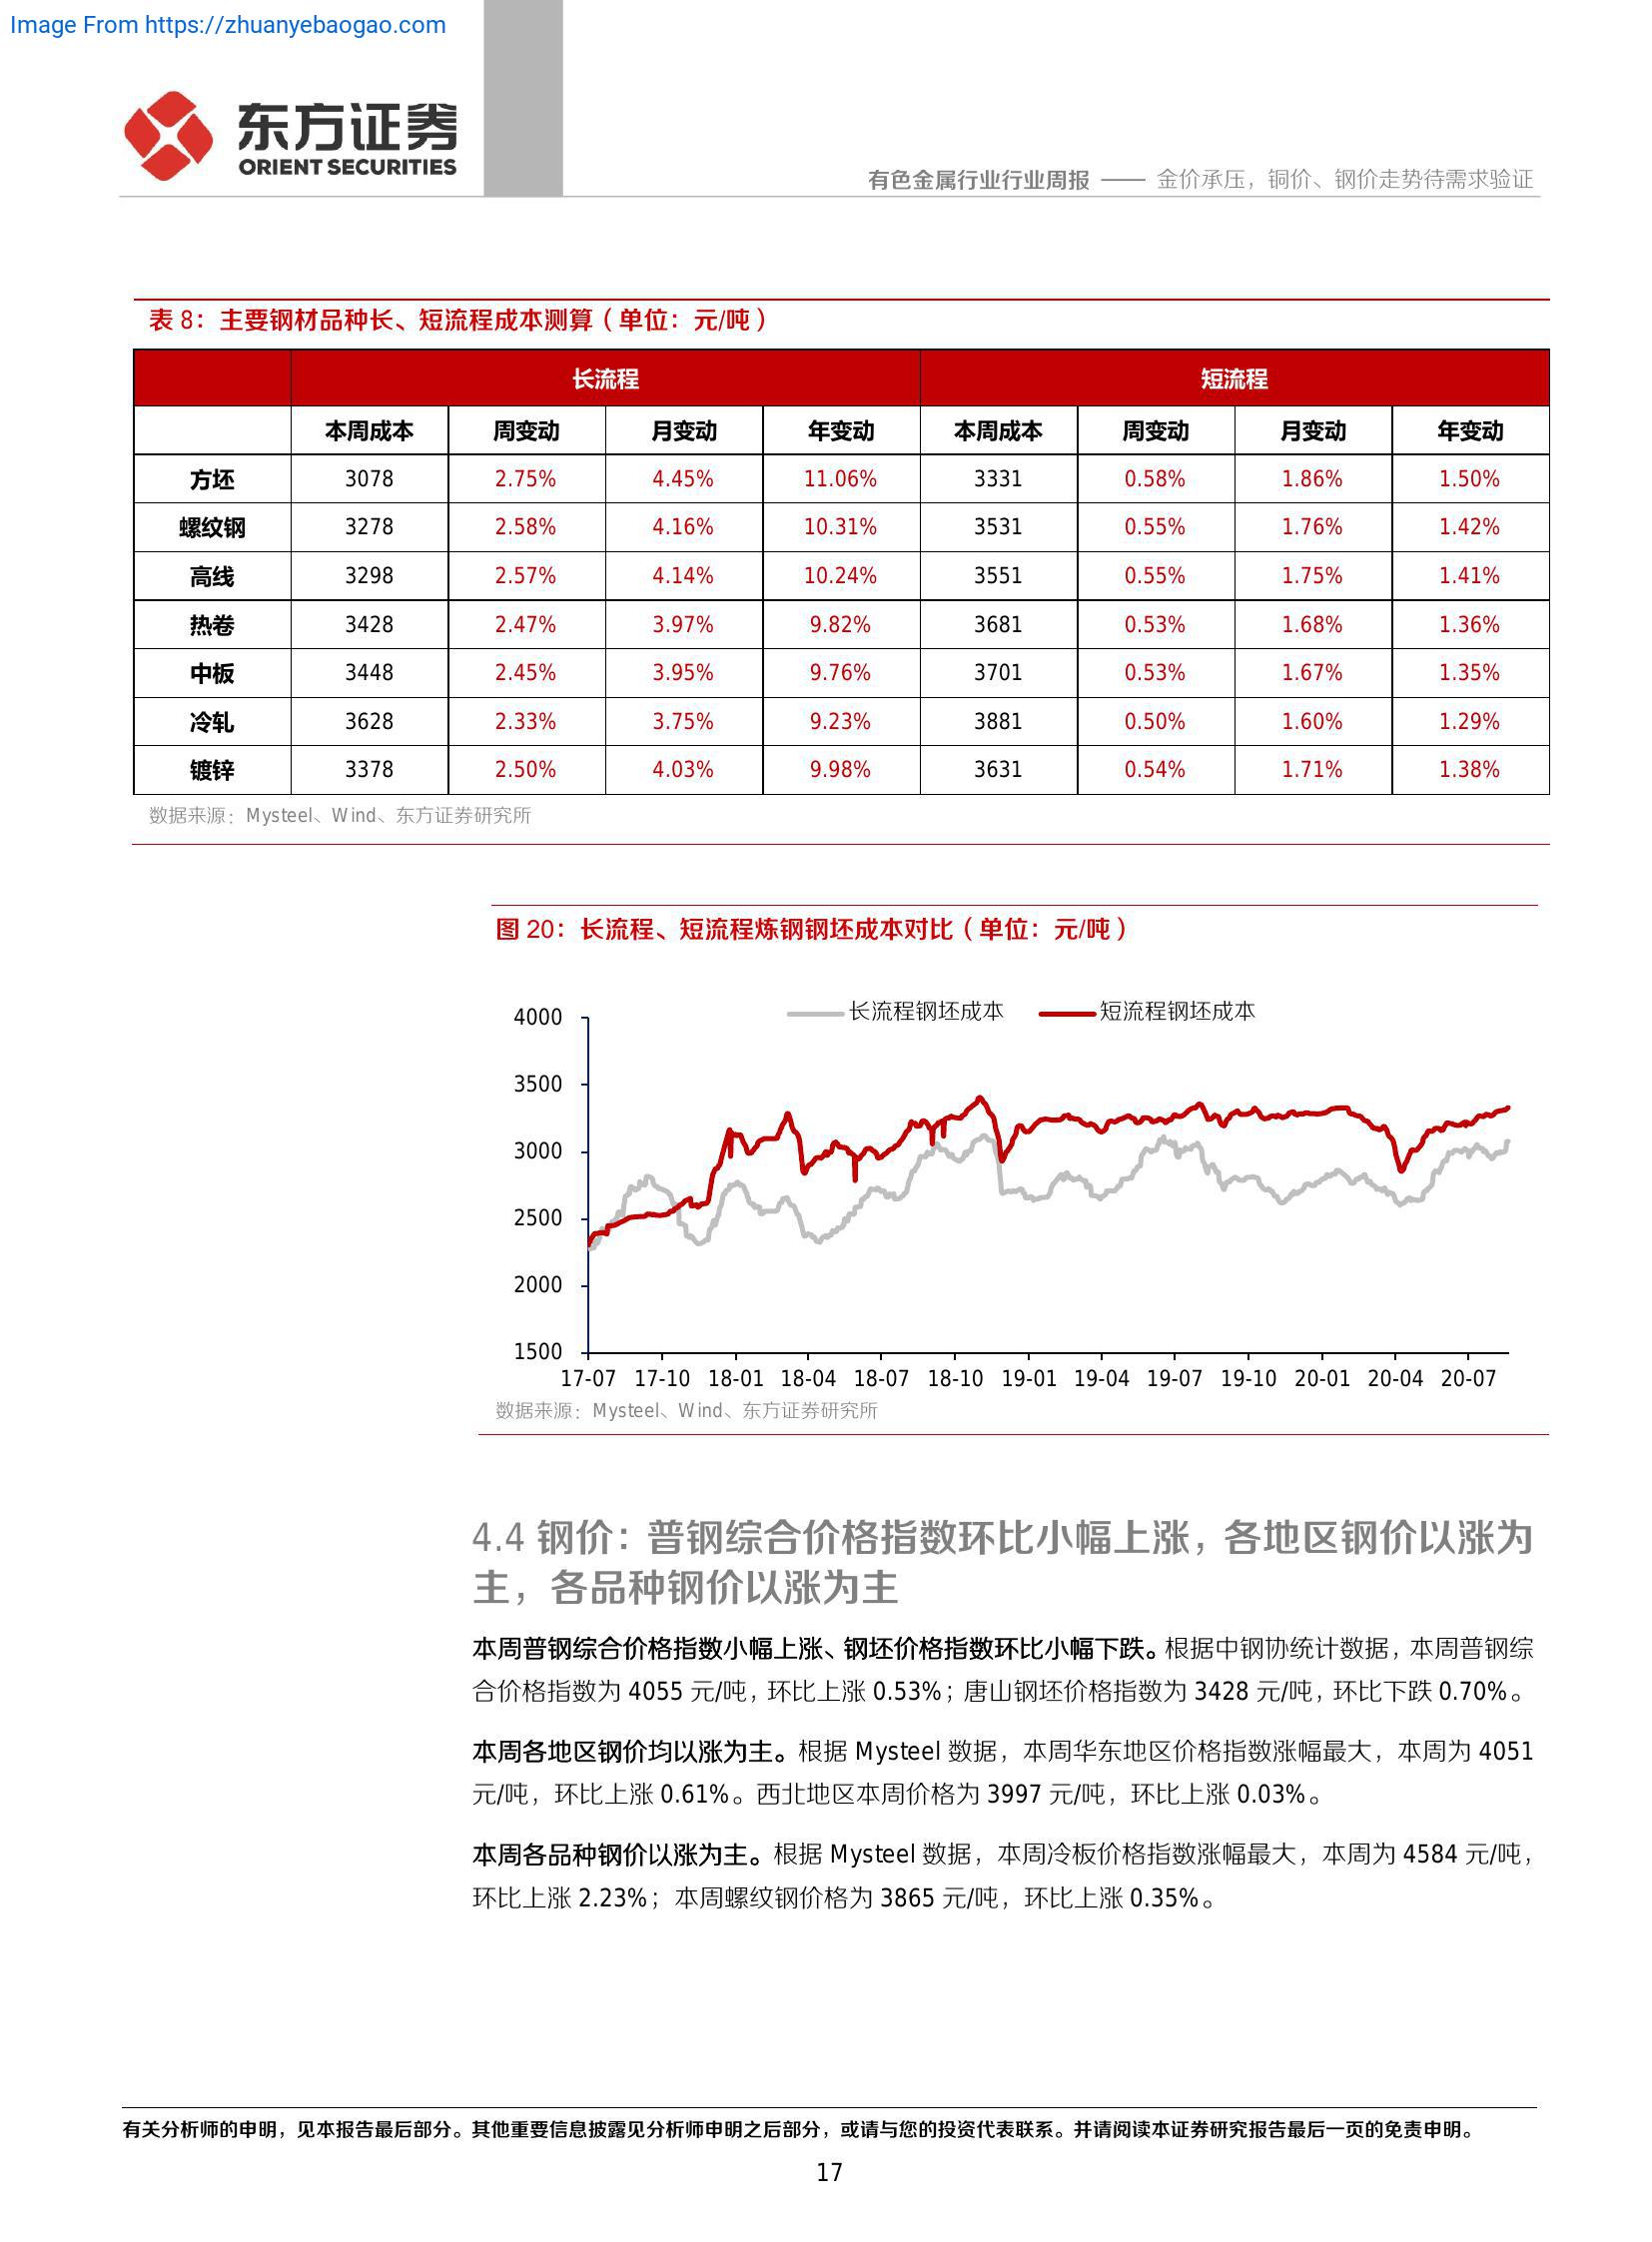 Image From https://zhuanyebaogao.com
东方证券
ORIENT SECURITIES
有色金属行业行业周报 —— 金价承压，铜价、钢价走势待需求验证
表 8：主要钢材品种长、短流程成本测算（单位：元/吨）
长流程 短流程
本周成本 周变动 月变动 年变动 本周成本 周变动 月变动 年变动
方坯 3078 2.75% 4.45% 11.06% 3331 0.58% 1.86% 1.50%
螺纹钢 3278 2.58% 4.16% 10.31% 3531 0.55% 1.76% 1.42%
高线 3298 2.57% 4.14% 10.24% 3551 0.55% 1.75% 1.41%
热卷 3428 2.47% 3.97% 9.82% 3681 0.53% 1.68% 1.36%
中板 3448 2.45% 3.95% 9.76% 3701 0.53% 1.67% 1.35%
冷轧 3628 2.33% 3.75% 9.23% 3881 0.50% 1.60% 1.29%
镀锌 3378 2.50% 4.03% 9.98% 3631 0.54% 1.71% 1.38%
数据来源：Mysteel、Wind、东方证券研究所
图 20：长流程、短流程炼钢钢坯成本对比（单位：元/吨）
长流程钢坯成本 短流程钢坯成本
4000
3500
3000
2500
2000
1500
17-07 17-10 18-01 18-04 18-07 18-10 19-01 19-04 19-07 19-10 20-01 20-04 20-07
数据来源：Mysteel、Wind、东方证券研究所
4.4 钢价：普钢综合价格指数环比小幅上涨，各地区钢价以涨为
主，各品种钢价以涨为主
本周普钢综合价格指数小幅上涨、钢坯价格指数环比小幅下跌。根据中钢协统计数据，本周普钢综
合价格指数为 4055 元/吨，环比上涨 0.53%；唐山钢坯价格指数为 3428 元/吨，环比下跌 0.70%。
本周各地区钢价均以涨为主。根据 Mysteel 数据，本周华东地区价格指数涨幅最大，本周为 4051
元/吨，环比上涨 0.61%。西北地区本周价格为 3997 元/吨，环比上涨 0.03%。
本周各品种钢价以涨为主。根据 Mysteel 数据，本周冷板价格指数涨幅最大，本周为 4584 元/吨，
环比上涨 2.23%；本周螺纹钢价格为 3865 元/吨，环比上涨 0.35%。
有关分析师的申明，见本报告最后部分。其他重要信息披露见分析师申明之后部分，或请与您的投资代表联系。并请阅读本证券研究报告最后一页的免责申明。
17